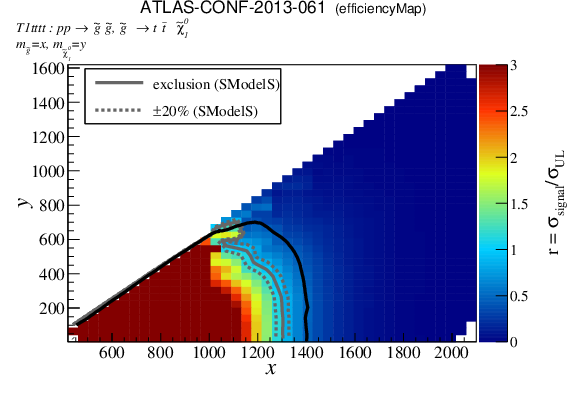 ATLAS-CONF-2013-061 (efficiencyMap)
T1tttt : pp → g̃ g̃, g̃ → t t̄ χ̃₁⁰
m_g̃=x, m_χ̃₁⁰=y
1600
1400
1200
1000
800
600
400
200
y
exclusion (SModelS)
±20% (SModelS)
600 800 1000 1200 1400 1600 1800 2000
x
3
2.5
2
1.5
1
0.5
0
r = σ_signal/σ_UL